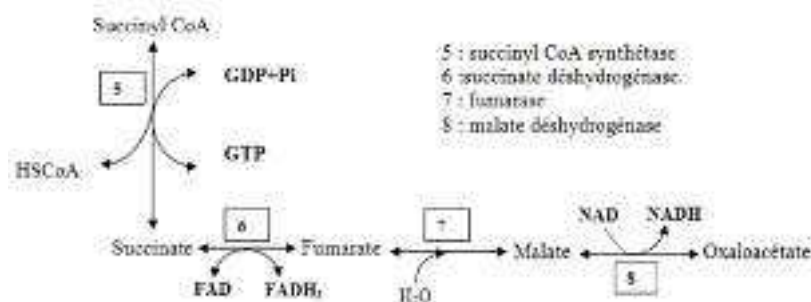 Succinyl CoA
5 : succinyl CoA synthétase
GDP+Pi
6 :succinate déshydrogénase.
5
7 : fumarase
8 : malate déshydrogénase
GTP
HSCoA
6
7
NAD
NADH
Succinate
Fumarate
Malate
Oxaloacétate
FAD
FADH₂
H₂O
8